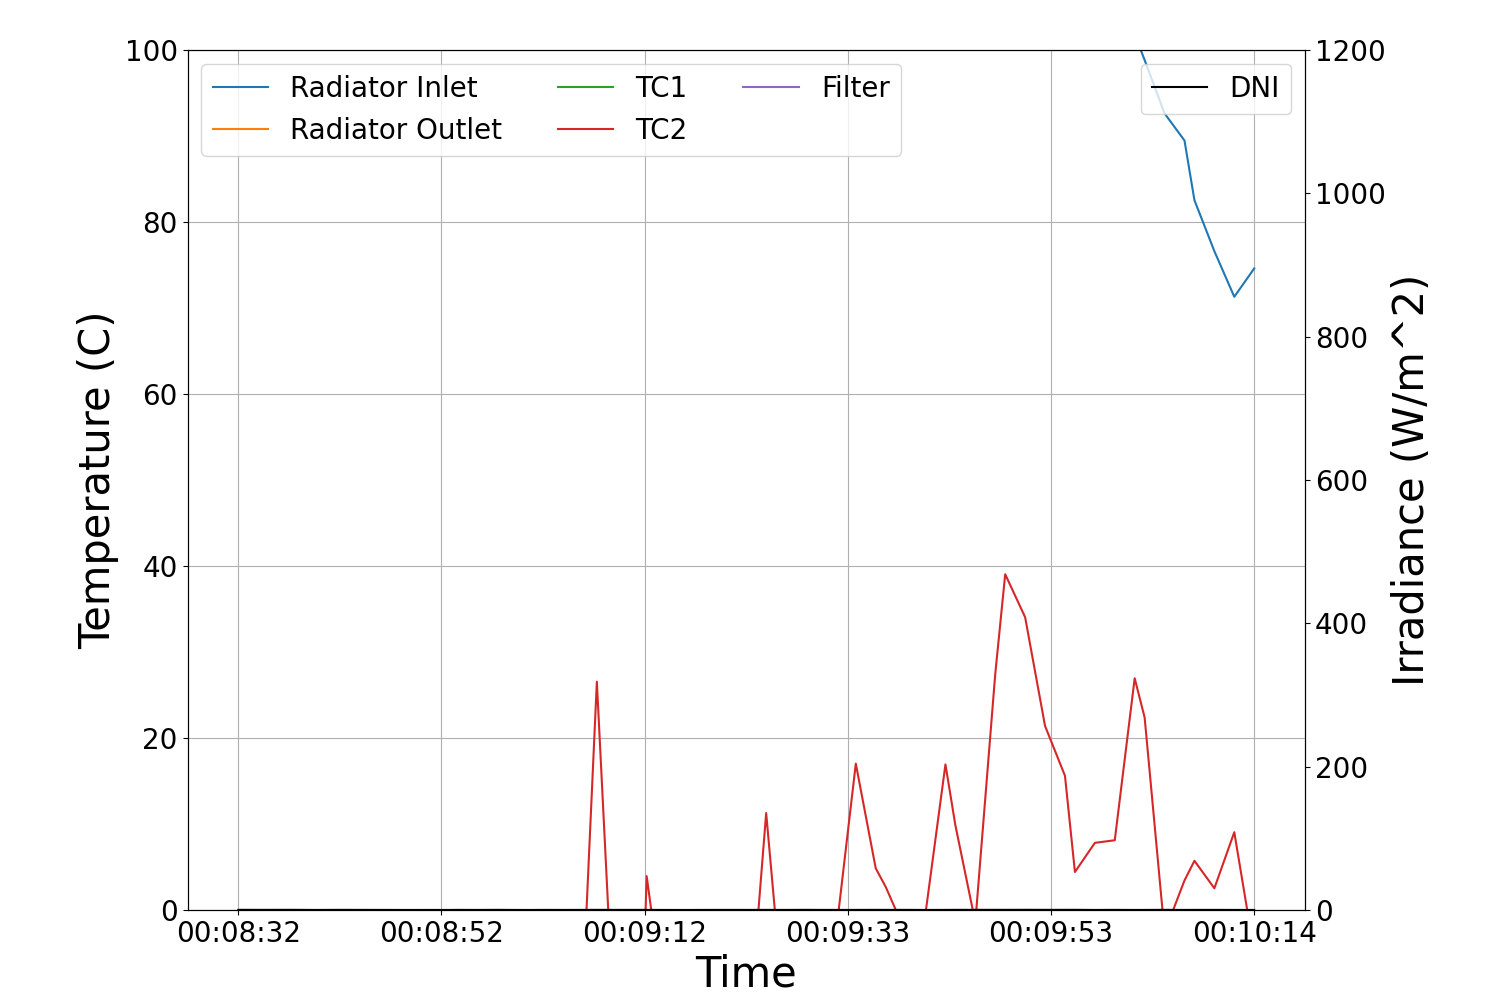 Radiator Inlet
Radiator Outlet
TC1
TC2
Filter
DNI
Temperature (C)
100
80
60
40
20
0
1200
1000
800
600
400
200
0
Irradiance (W/m^2)
00:08:32 00:08:52 00:09:12 00:09:33 00:09:53 00:10:14
Time